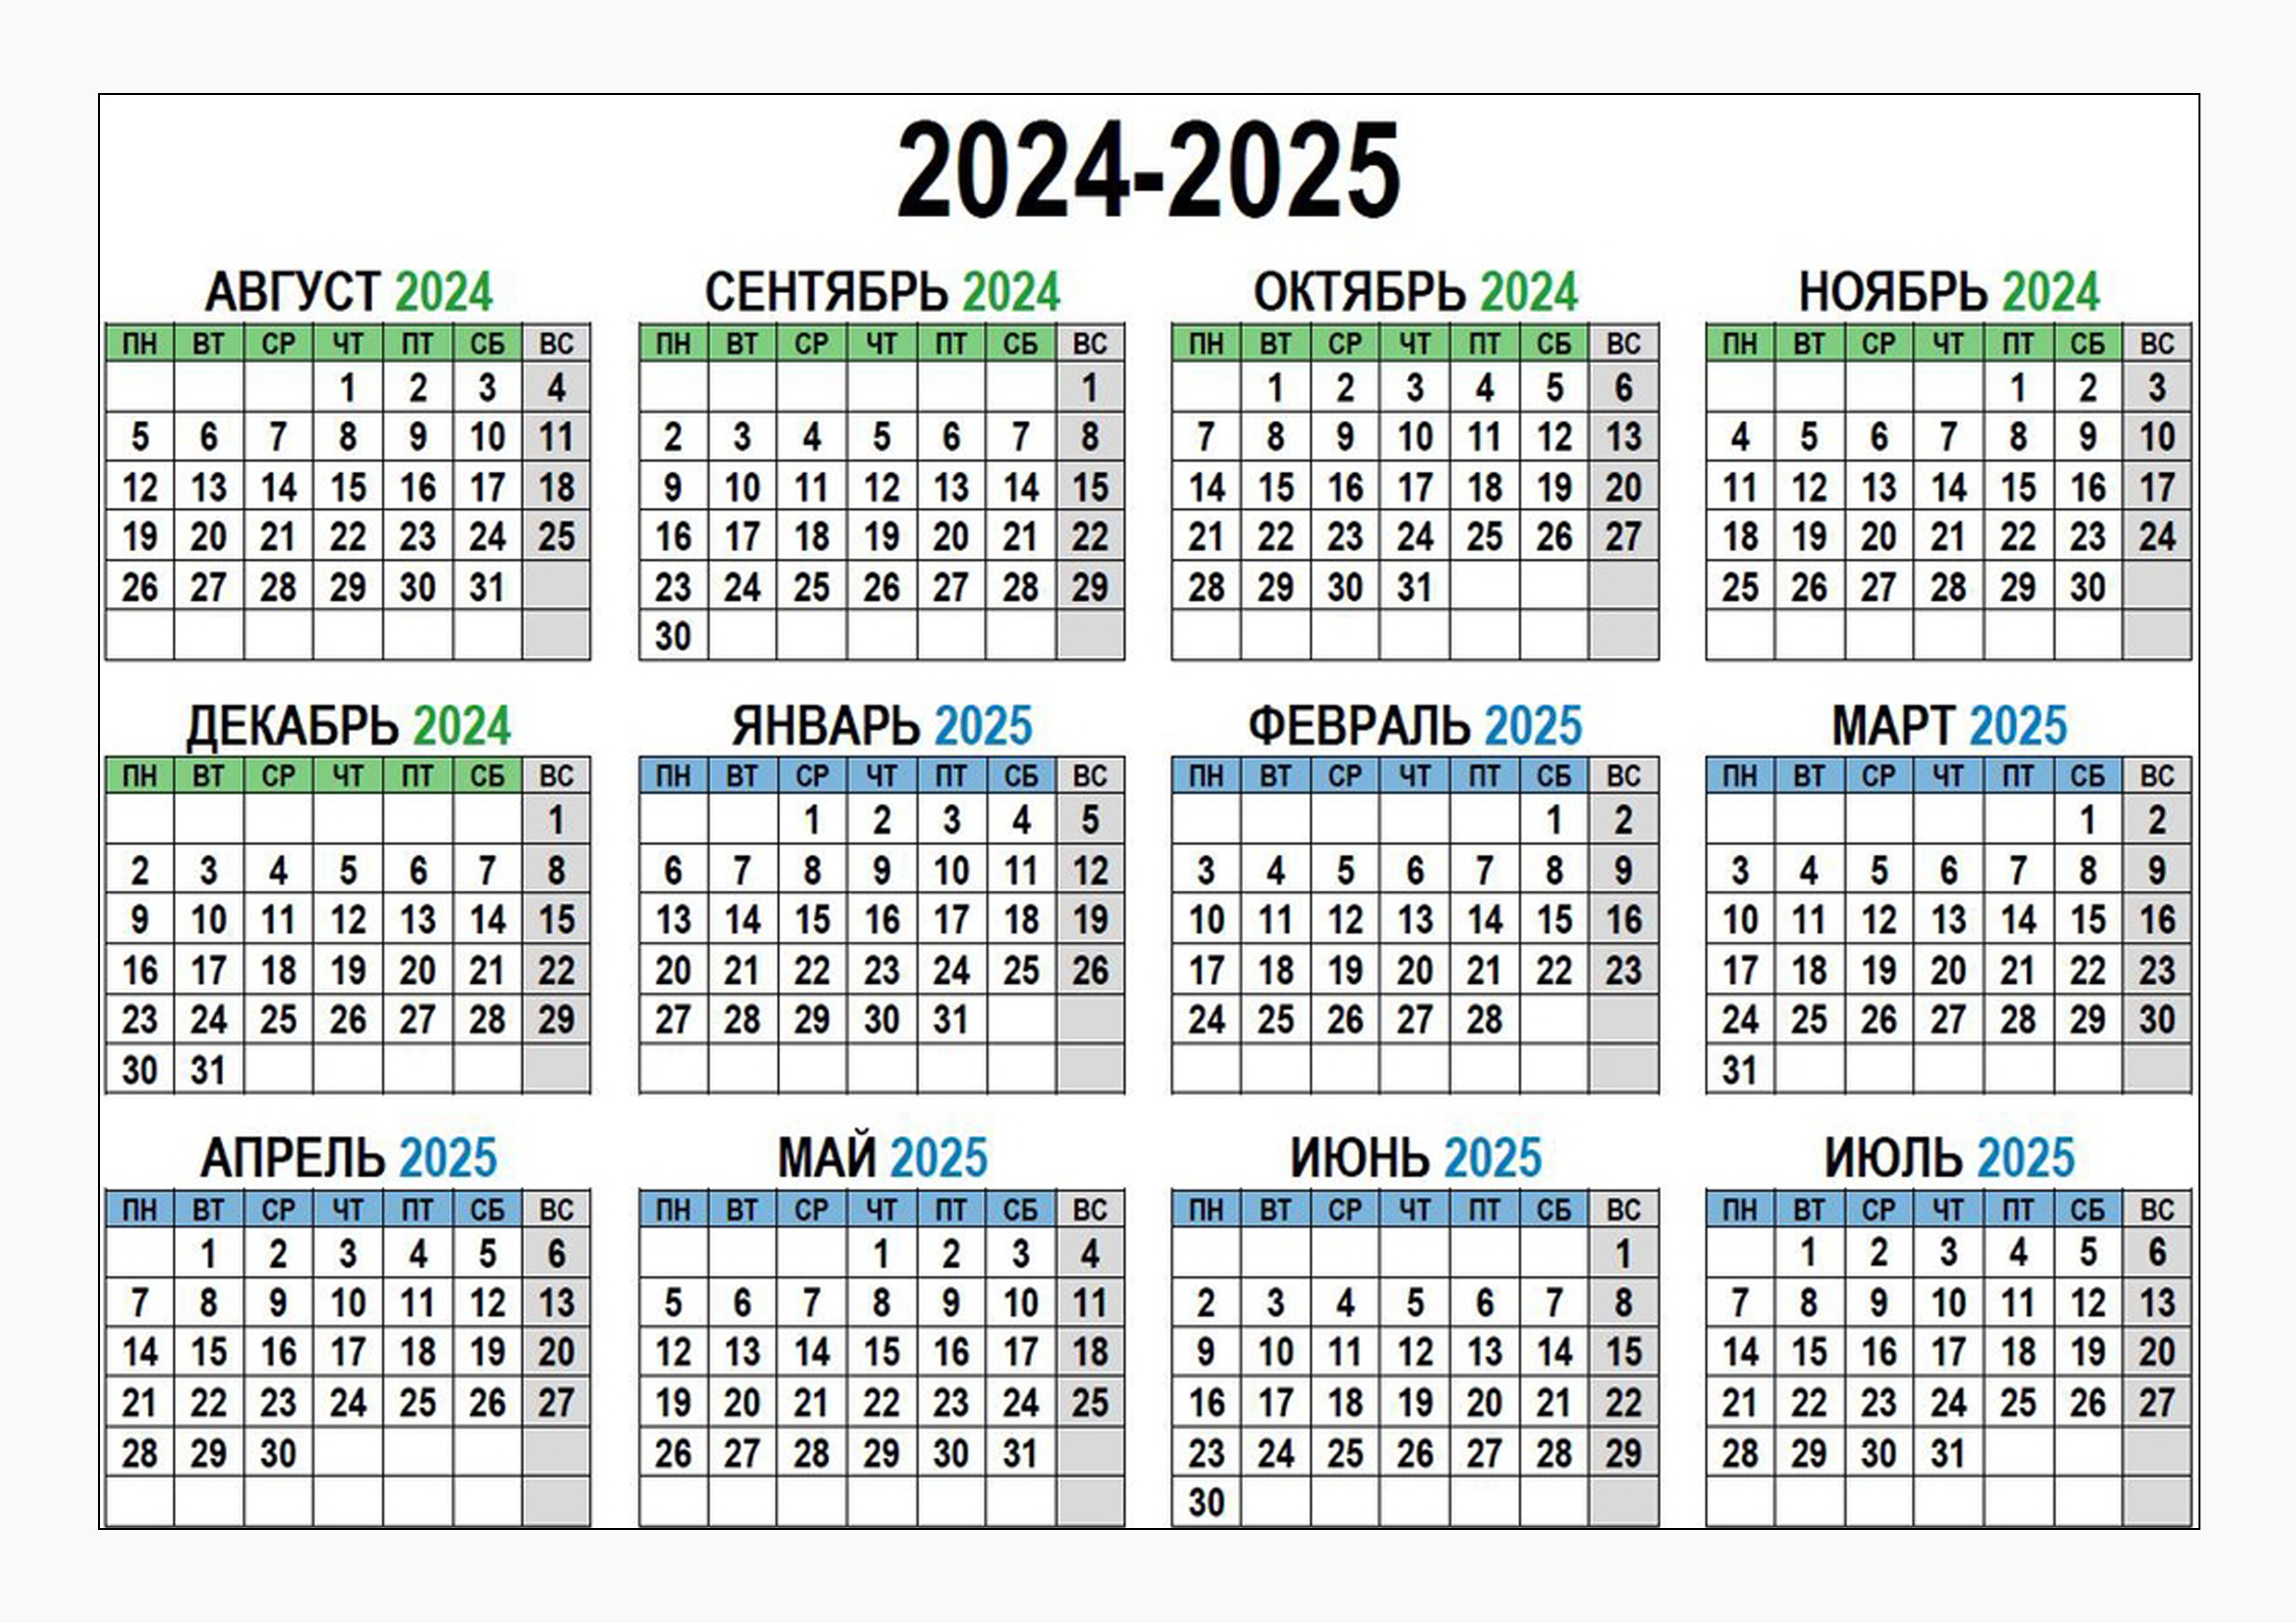 2024-2025
АВГУСТ 2024
ПН ВТ СР ЧТ ПТ СБ ВС
1 2 3 4
5 6 7 8 9 10 11
12 13 14 15 16 17 18
19 20 21 22 23 24 25
26 27 28 29 30 31
СЕНТЯБРЬ 2024
ПН ВТ СР ЧТ ПТ СБ ВС
1
2 3 4 5 6 7 8
9 10 11 12 13 14 15
16 17 18 19 20 21 22
23 24 25 26 27 28 29
30
ОКТЯБРЬ 2024
ПН ВТ СР ЧТ ПТ СБ ВС
1 2 3 4 5 6
7 8 9 10 11 12 13
14 15 16 17 18 19 20
21 22 23 24 25 26 27
28 29 30 31
НОЯБРЬ 2024
ПН ВТ СР ЧТ ПТ СБ ВС
1 2 3
4 5 6 7 8 9 10
11 12 13 14 15 16 17
18 19 20 21 22 23 24
25 26 27 28 29 30
ДЕКАБРЬ 2024
ПН ВТ СР ЧТ ПТ СБ ВС
1
2 3 4 5 6 7 8
9 10 11 12 13 14 15
16 17 18 19 20 21 22
23 24 25 26 27 28 29
30 31
ЯНВАРЬ 2025
ПН ВТ СР ЧТ ПТ СБ ВС
1 2 3 4 5
6 7 8 9 10 11 12
13 14 15 16 17 18 19
20 21 22 23 24 25 26
27 28 29 30 31
ФЕВРАЛЬ 2025
ПН ВТ СР ЧТ ПТ СБ ВС
1 2
3 4 5 6 7 8 9
10 11 12 13 14 15 16
17 18 19 20 21 22 23
24 25 26 27 28
МАРТ 2025
ПН ВТ СР ЧТ ПТ СБ ВС
1 2
3 4 5 6 7 8 9
10 11 12 13 14 15 16
17 18 19 20 21 22 23
24 25 26 27 28 29 30
31
АПРЕЛЬ 2025
ПН ВТ СР ЧТ ПТ СБ ВС
1 2 3 4 5 6
7 8 9 10 11 12 13
14 15 16 17 18 19 20
21 22 23 24 25 26 27
28 29 30
МАЙ 2025
ПН ВТ СР ЧТ ПТ СБ ВС
1 2 3 4
5 6 7 8 9 10 11
12 13 14 15 16 17 18
19 20 21 22 23 24 25
26 27 28 29 30 31
ИЮНЬ 2025
ПН ВТ СР ЧТ ПТ СБ ВС
1
2 3 4 5 6 7 8
9 10 11 12 13 14 15
16 17 18 19 20 21 22
23 24 25 26 27 28 29
30
ИЮЛЬ 2025
ПН ВТ СР ЧТ ПТ СБ ВС
1 2 3 4 5 6
7 8 9 10 11 12 13
14 15 16 17 18 19 20
21 22 23 24 25 26 27
28 29 30 31